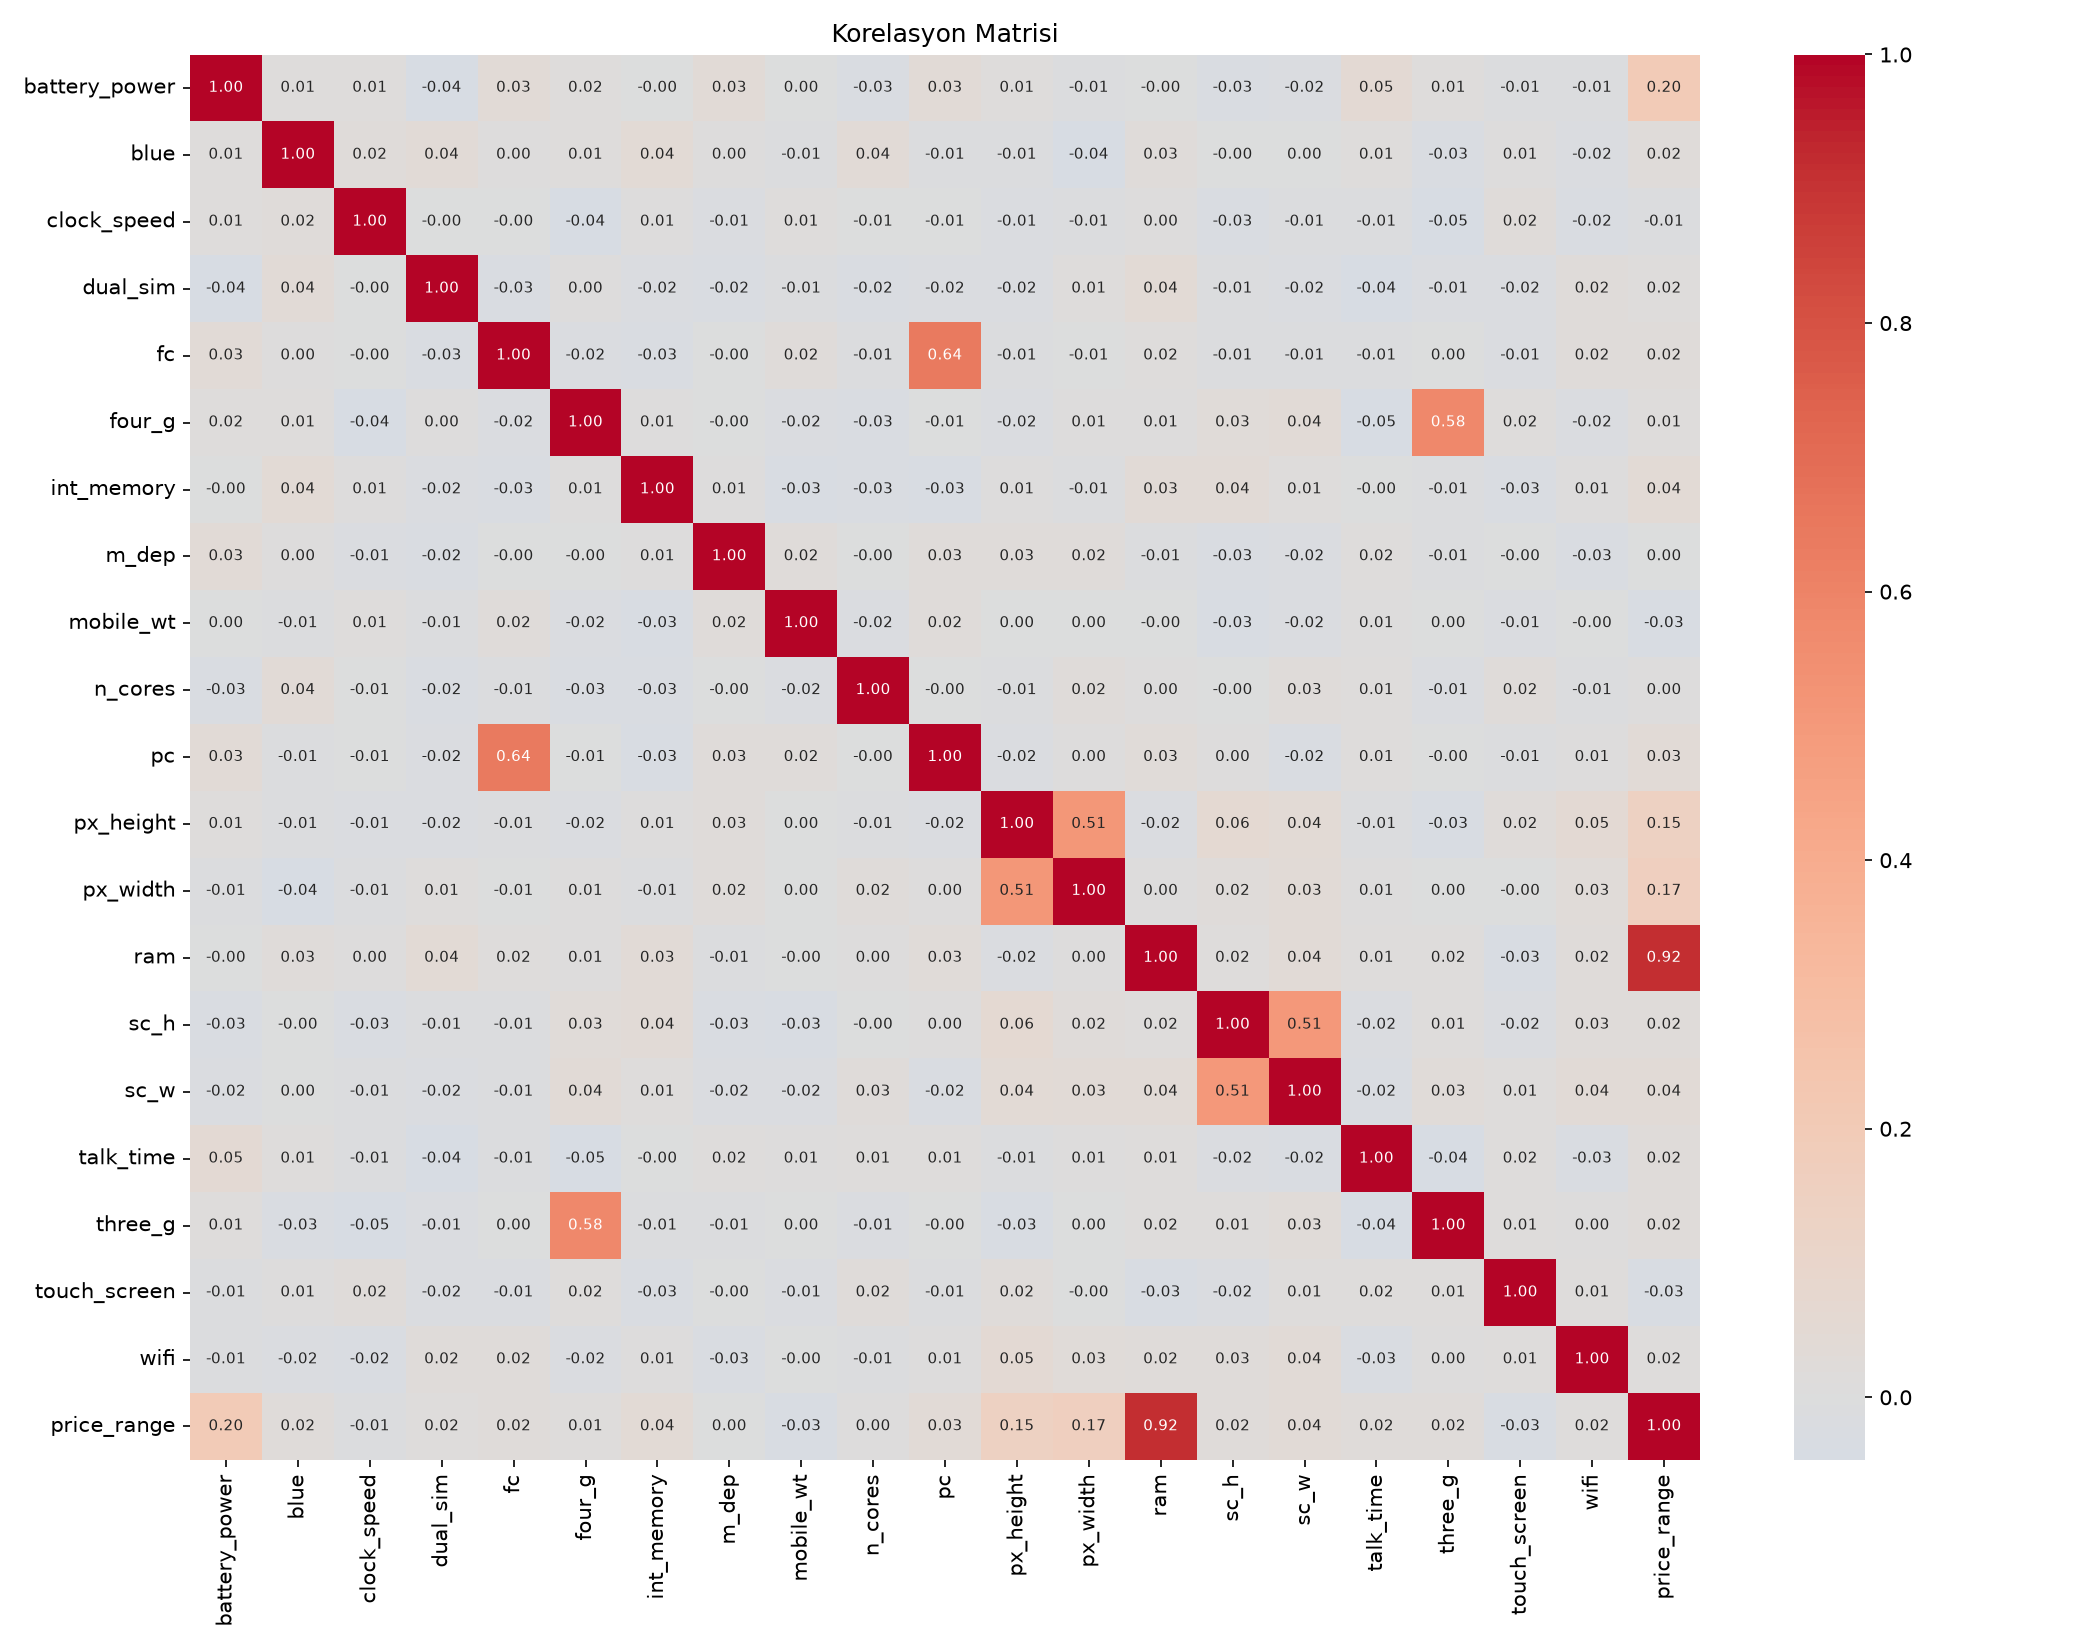 Korelasyon Matrisi
battery_power 1.00 0.01 0.01 -0.04 0.03 0.02 -0.00 0.03 0.00 -0.03 0.03 0.01 -0.01 -0.00 -0.03 -0.02 0.05 0.01 -0.01 -0.01 0.20
blue 0.01 1.00 0.02 0.04 0.00 0.01 0.04 0.00 -0.01 0.04 -0.01 -0.01 -0.04 0.03 -0.00 0.00 0.01 -0.03 0.01 -0.02 0.02
clock_speed 0.01 0.02 1.00 -0.00 -0.00 -0.04 0.01 -0.01 0.01 -0.01 -0.01 -0.01 -0.01 0.00 -0.03 -0.01 -0.01 -0.05 0.02 -0.02 -0.01
dual_sim -0.04 0.04 -0.00 1.00 -0.03 0.00 -0.02 -0.02 -0.01 -0.02 -0.02 -0.02 0.01 0.04 -0.01 -0.02 -0.04 -0.01 -0.02 0.02 0.02
fc 0.03 0.00 -0.00 -0.03 1.00 -0.02 -0.03 -0.00 0.02 -0.01 0.64 -0.01 -0.01 0.02 -0.01 -0.01 -0.01 0.00 -0.01 0.02 0.02
four_g 0.02 0.01 -0.04 0.00 -0.02 1.00 0.01 -0.00 -0.02 -0.03 -0.01 -0.02 0.01 0.01 0.03 0.04 -0.05 0.58 0.02 -0.02 0.01
int_memory -0.00 0.04 0.01 -0.02 -0.03 0.01 1.00 0.01 -0.03 -0.03 -0.03 0.01 -0.01 0.03 0.04 0.01 -0.00 -0.01 -0.03 0.01 0.04
m_dep 0.03 0.00 -0.01 -0.02 -0.00 -0.00 0.01 1.00 0.02 -0.00 0.03 0.03 0.02 -0.01 -0.03 -0.02 0.02 -0.01 -0.00 -0.03 0.00
mobile_wt 0.00 -0.01 0.01 -0.01 0.02 -0.02 -0.03 0.02 1.00 -0.02 0.02 0.00 0.00 -0.00 -0.03 -0.02 0.01 0.00 -0.01 -0.00 -0.03
n_cores -0.03 0.04 -0.01 -0.02 -0.01 -0.03 -0.03 -0.00 -0.02 1.00 -0.00 -0.01 0.02 0.00 -0.00 0.03 0.01 -0.01 0.02 -0.01 0.00
pc 0.03 -0.01 -0.01 -0.02 0.64 -0.01 -0.03 0.03 0.02 -0.00 1.00 -0.02 0.00 0.03 0.00 -0.02 0.01 -0.00 -0.01 0.01 0.03
px_height 0.01 -0.01 -0.01 -0.02 -0.01 -0.02 0.01 0.03 0.00 -0.01 -0.02 1.00 0.51 -0.02 0.06 0.04 -0.01 -0.03 0.02 0.05 0.15
px_width -0.01 -0.04 -0.01 0.01 -0.01 0.01 -0.01 0.02 0.00 0.02 0.00 0.51 1.00 0.00 0.02 0.03 0.01 0.00 -0.00 0.03 0.17
ram -0.00 0.03 0.00 0.04 0.02 0.01 0.03 -0.01 -0.00 0.00 0.03 -0.02 0.00 1.00 0.02 0.04 0.01 0.02 -0.03 0.02 0.92
sc_h -0.03 -0.00 -0.03 -0.01 -0.01 0.03 0.04 -0.03 -0.03 -0.00 0.00 0.06 0.02 0.02 1.00 0.51 -0.02 0.01 -0.02 0.03 0.02
sc_w -0.02 0.00 -0.01 -0.02 -0.01 0.04 0.01 -0.02 -0.02 0.03 -0.02 0.04 0.03 0.04 0.51 1.00 -0.02 0.03 0.01 0.04 0.04
talk_time 0.05 0.01 -0.01 -0.04 -0.01 -0.05 -0.00 0.02 0.01 0.01 0.01 -0.01 0.01 0.01 -0.02 -0.02 1.00 -0.04 0.02 -0.03 0.02
three_g 0.01 -0.03 -0.05 -0.01 0.00 0.58 -0.01 -0.01 0.00 -0.01 -0.00 -0.03 0.00 0.02 0.01 0.03 -0.04 1.00 0.01 0.00 0.02
touch_screen -0.01 0.01 0.02 -0.02 -0.01 0.02 -0.03 -0.00 -0.01 0.02 -0.01 0.02 -0.00 -0.03 -0.02 0.01 0.02 0.01 1.00 0.01 -0.03
wifi -0.01 -0.02 -0.02 0.02 0.02 -0.02 0.01 -0.03 -0.00 -0.01 0.01 0.05 0.03 0.02 0.03 0.04 -0.03 0.00 0.01 1.00 0.02
price_range 0.20 0.02 -0.01 0.02 0.02 0.01 0.04 0.00 -0.03 0.00 0.03 0.15 0.17 0.92 0.02 0.04 0.02 0.02 -0.03 0.02 1.00
battery_power
blue
clock_speed
dual_sim
fc
four_g
int_memory
m_dep
mobile_wt
n_cores
pc
px_height
px_width
ram
sc_h
sc_w
talk_time
three_g
touch_screen
wifi
price_range
1.0
0.8
0.6
0.4
0.2
0.0